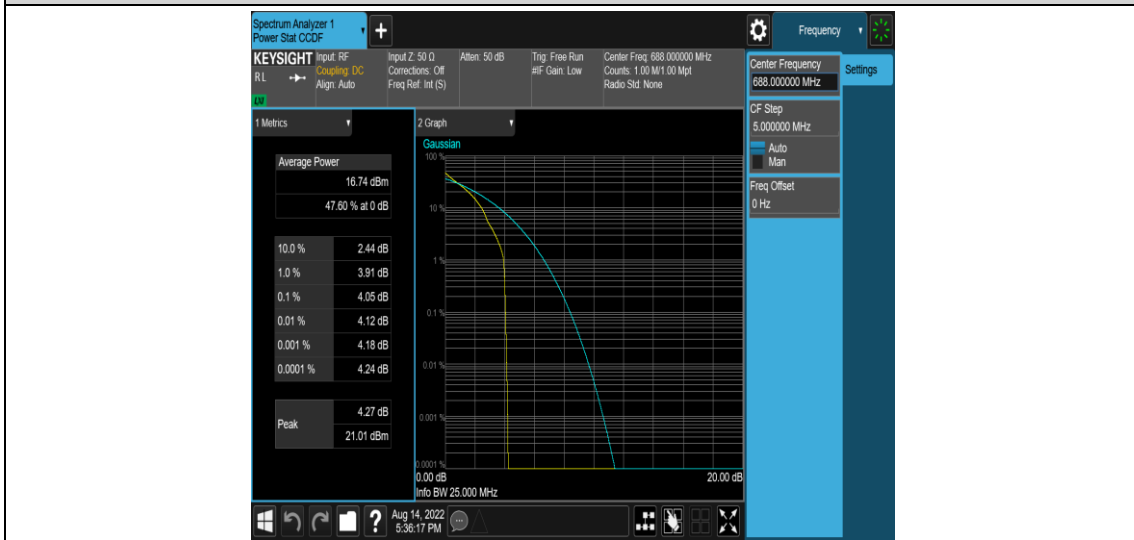 Spectrum Analyzer 1
Power Stat CCDF
+
Frequency
KEYSIGHT
RL
LXI
Input: RF
Coupling: DC
Align: Auto
Input Z: 50 Ω
Corrections: Off
Freq Ref: Int (S)
Atten: 50 dB
Trig: Free Run
#IF Gain: Low
Center Freq: 688.000000 MHz
Counts: 1.00 M/1.00 Mpt
Radio Std: None
Center Frequency
688.000000 MHz
Settings
CF Step
5.000000 MHz
Auto
Man
Freq Offset
0 Hz
1 Metrics
Average Power
16.74 dBm
47.60 % at 0 dB
10.0 % 2.44 dB
1.0 % 3.91 dB
0.1 % 4.05 dB
0.01 % 4.12 dB
0.001 % 4.18 dB
0.0001 % 4.24 dB
Peak
4.27 dB
21.01 dBm
2 Graph
Gaussian
100 %
10 %
1 %
0.1 %
0.01 %
0.001 %
0.0001 %
0.00 dB 20.00 dB
Info BW 25.000 MHz
?
Aug 14, 2022
5:36:17 PM